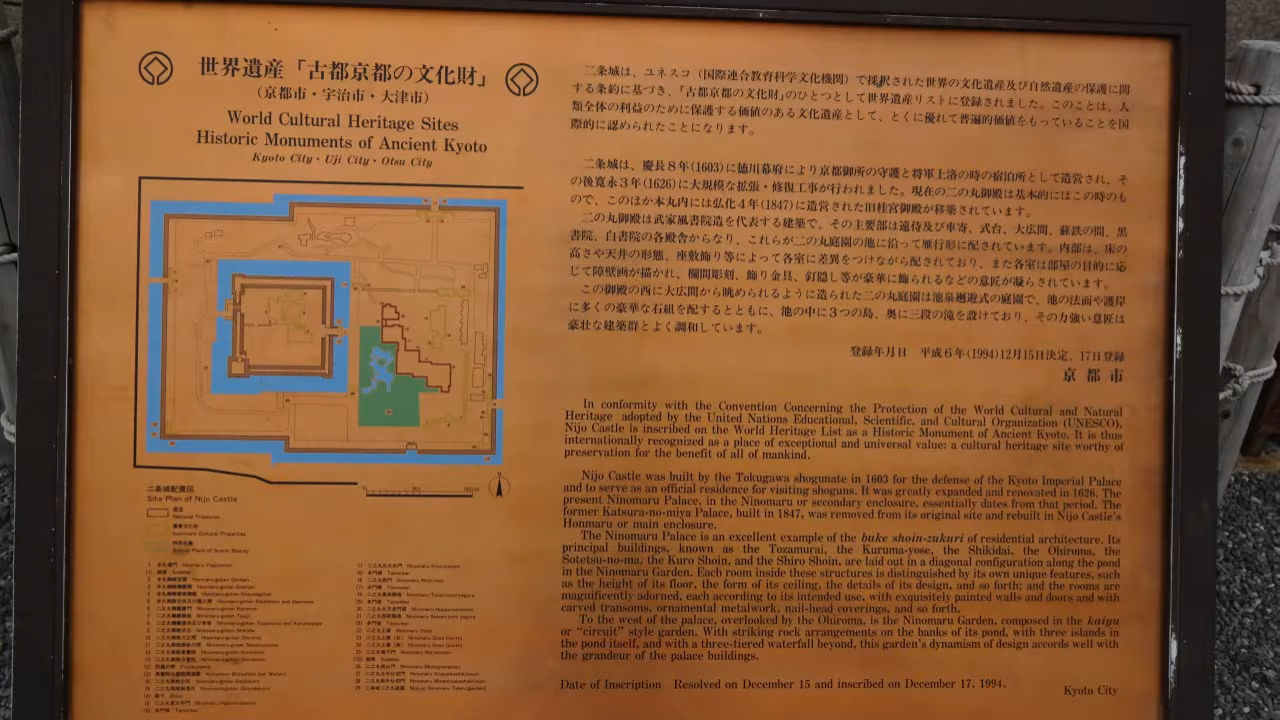 世界遺産「古都京都の文化財」
(京都市・宇治市・大津市)
World Cultural Heritage Sites
Historic Monuments of Ancient Kyoto
Kyoto City・Uji City・Otsu City
二条城配置図
Site Plan of Nijo Castle
国宝
National Treasures
重要文化財
Important Cultural Properties
特別名勝
Special Place of Scenic Beauty
二条城は、ユネスコ(国際連合教育科学文化機関)で採択された世界の文化遺産及び自然遺産の保護に関
する条約に基づき、「古都京都の文化財」のひとつとして世界遺産リストに登録されました。このことは、人
類全体の利益のために保護する価値のある文化遺産として、とくに優れて普遍的価値をもっていることを国
際的に認められたことになります。
二条城は、慶長8年(1603)に徳川幕府により京都御所の守護と将軍上洛の時の宿泊所として造営され、そ
の後寛永3年(1626)に大規模な拡張・修復工事が行われました。現在の二の丸御殿は基本的にはこの時のも
ので、このほか本丸内には弘化4年(1847)に造営された旧桂宮御殿が移築されています。
二の丸御殿は武家風書院造を代表する建築で、その主要部は遠侍及び車寄、式台、大広間、蘇鉄の間、黒
書院、白書院の各殿舎からなり、これらが二の丸庭園の池に沿って雁行形に配されています。内部は、床の
高さや天井の形態、座敷飾り等によって各室に差異をつけながら配されており、また各室は部屋の目的に応
じて障壁画が描かれ、欄間彫刻、飾り金具、釘隠し等が豪華に飾られるなどの意匠が凝らされています。
この御殿の西に大広間から眺められるように造られた二の丸庭園は池泉廻遊式の庭園で、池の法面や護岸
に多くの豪華な石組を配するとともに、池の中に3つの島、奥に三段の滝を設けており、その力強い意匠は
豪壮な建築群とよく調和しています。
登録年月日 平成6年(1994)12月15日決定、17日登録
京都市
In conformity with the Convention Concerning the Protection of the World Cultural and Natural
Heritage adopted by the United Nations Educational, Scientific, and Cultural Organization (UNESCO),
Nijo Castle is inscribed on the World Heritage List as a Historic Monument of Ancient Kyoto. It is thus
internationally recognized as a place of exceptional and universal value: a cultural heritage site worthy of
preservation for the benefit of all of mankind.
Nijo Castle was built by the Tokugawa shogunate in 1603 for the defense of the Kyoto Imperial Palace
and to serve as an official residence for visiting shoguns. It was greatly expanded and renovated in 1626. The
present Ninomaru Palace, in the Ninomaru or secondary enclosure, essentially dates from that period. The
former Katsura-no-miya Palace, built in 1847, was removed from its original site and rebuilt in Nijo Castle's
Honmaru or main enclosure.
The Ninomaru Palace is an excellent example of the buke shoin-zukuri of residential architecture. Its
principal buildings, known as the Tozamurai, the Kuruma-yose, the Shikidai, the Ohiroma, the
Sotetsu-no-ma, the Kuro Shoin, and the Shiro Shoin, are laid out in a diagonal configuration along the pond
in the Ninomaru Garden. Each room inside these structures is distinguished by its own unique features, such
as the height of its floor, the form of its ceiling, the details of its design, and so forth; and the rooms are
magnificently adorned, each according to its intended use, with exquisitely painted walls and doors and with
carved transoms, ornamental metalwork, nail-head coverings, and so forth.
To the west of the palace, overlooked by the Ohiroma, is the Ninomaru Garden, composed in the kaiyu
or "circuit" style garden. With striking rock arrangements on the banks of its pond, with three islands in
the pond itself, and with a three-tiered waterfall beyond, this garden's dynamism of design accords well with
the grandeur of the palace buildings.
Date of Inscription Resolved on December 15 and inscribed on December 17, 1994.
Kyoto City